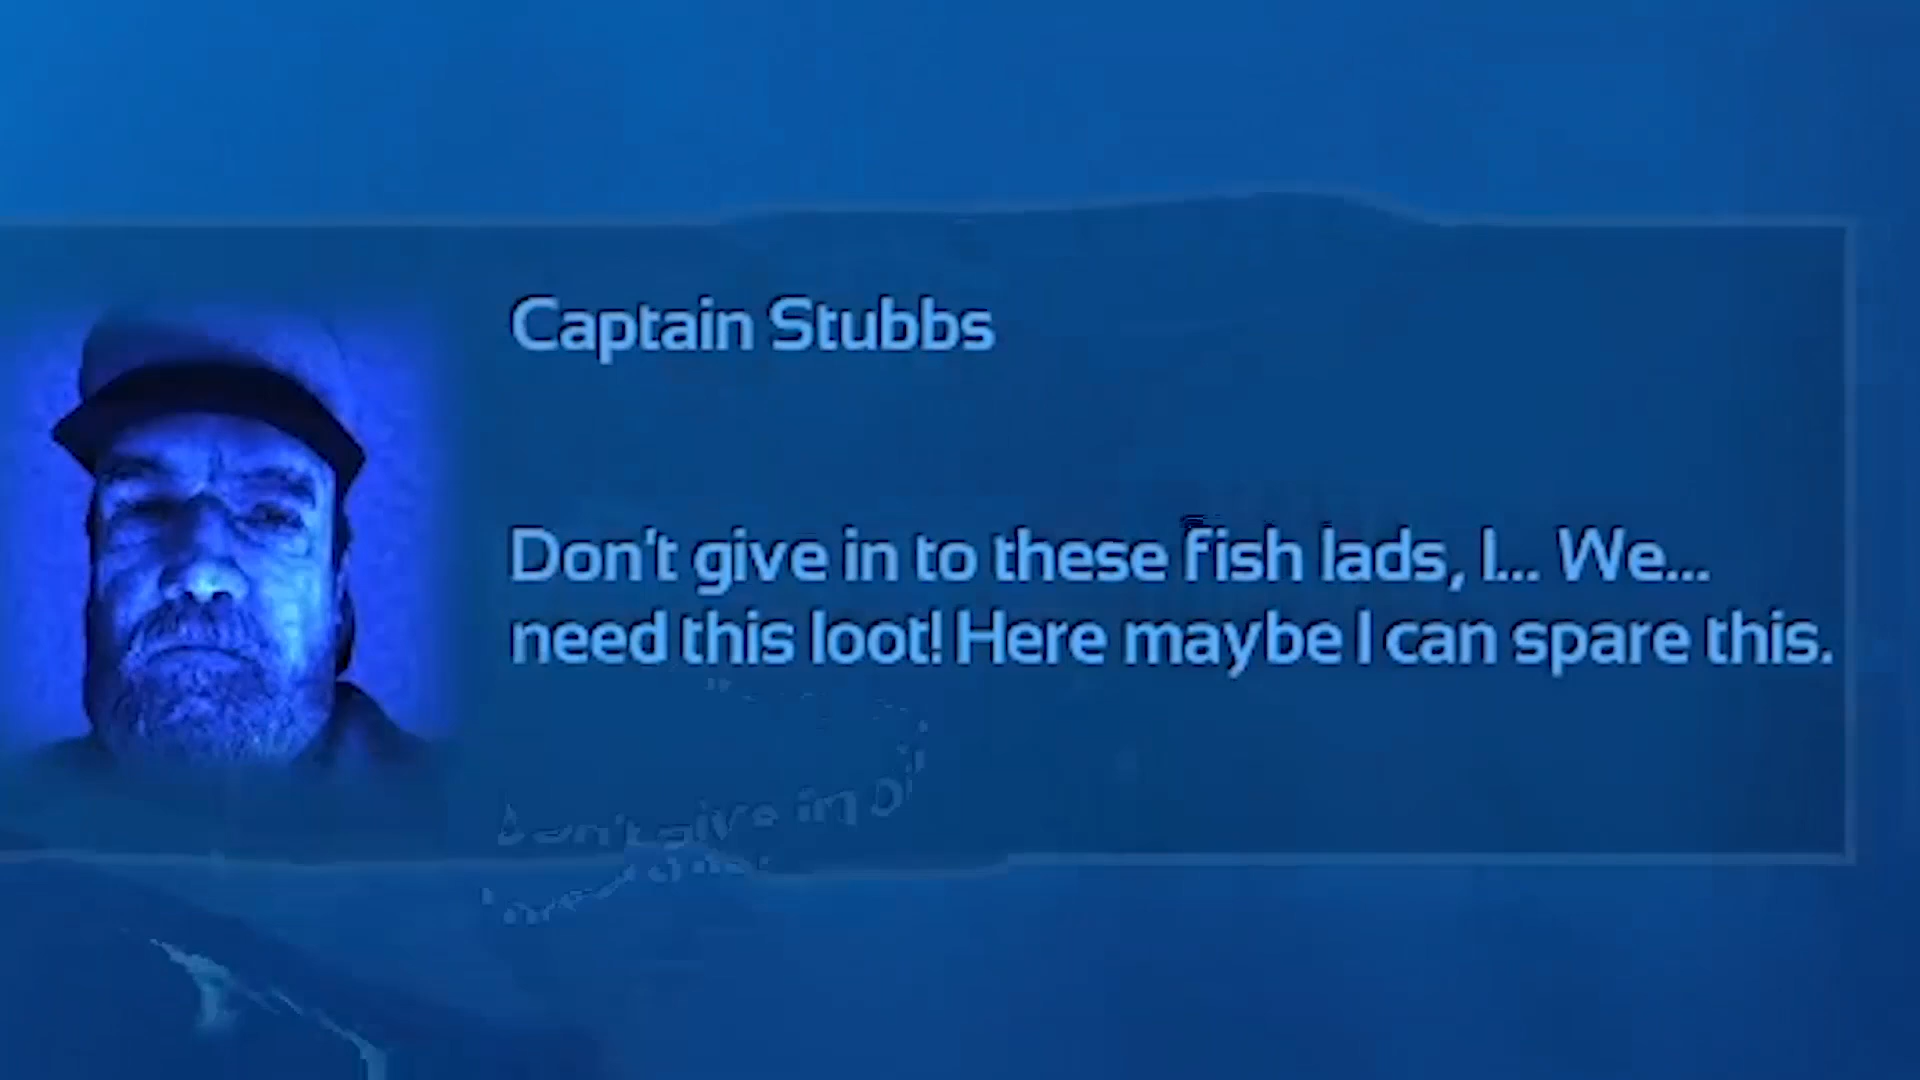 Captain Stubbs
Don't give in to these fish lads, I... We...
need this loot! Here maybe I can spare this.